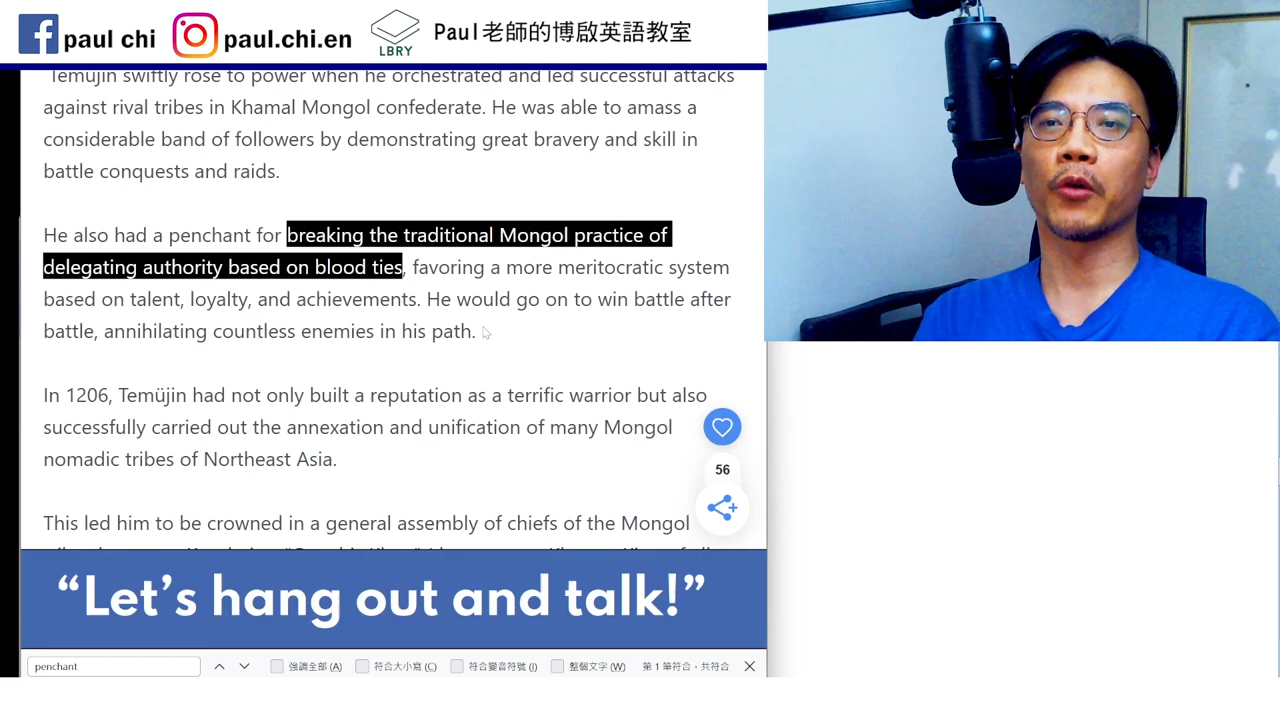 paul chi
paul.chi.en
LBRY
Paul老師的博啟英語教室
Temüjin swiftly rose to power when he orchestrated and led successful attacks
against rival tribes in Khamal Mongol confederate. He was able to amass a
considerable band of followers by demonstrating great bravery and skill in
battle conquests and raids.
He also had a penchant for breaking the traditional Mongol practice of
delegating authority based on blood ties, favoring a more meritocratic system
based on talent, loyalty, and achievements. He would go on to win battle after
battle, annihilating countless enemies in his path.
In 1206, Temüjin had not only built a reputation as a terrific warrior but also
successfully carried out the annexation and unification of many Mongol
nomadic tribes of Northeast Asia.
56
This led him to be crowned in a general assembly of chiefs of the Mongol
“Let’s hang out and talk!”
penchant
強調全部 (A)
符合大小寫 (C)
符合變音符號 (I)
整個文字 (W)
第 1 筆符合，共符合